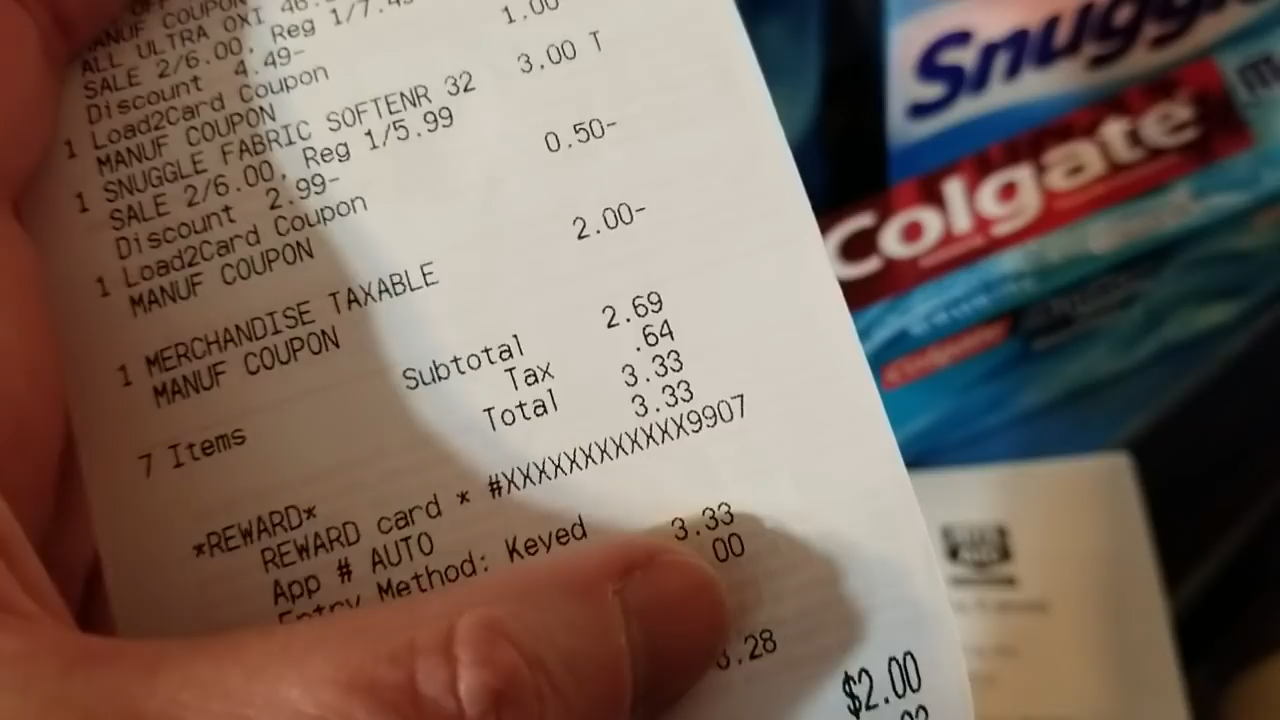 MANUF COUPON
ALL ULTRA OXI 46. 1.00
SALE 2/6.00, Reg 1/7.49
Discount 4.49-
1 Load2Card Coupon
MANUF COUPON
1 SNUGGLE FABRIC SOFTENR 32 3.00 T
SALE 2/6.00, Reg 1/5.99
Discount 2.99-
1 Load2Card Coupon 0.50-
MANUF COUPON
1 MERCHANDISE TAXABLE 2.00-
MANUF COUPON
Subtotal 2.69
Tax .64
Total 3.33
3.33
7 Items
*REWARD*
REWARD card * #XXXXXXXXXXXX9907
App # AUTO 3.33
Entry Method: Keyed 00
.28
$2.00
Snuggle
Colgate